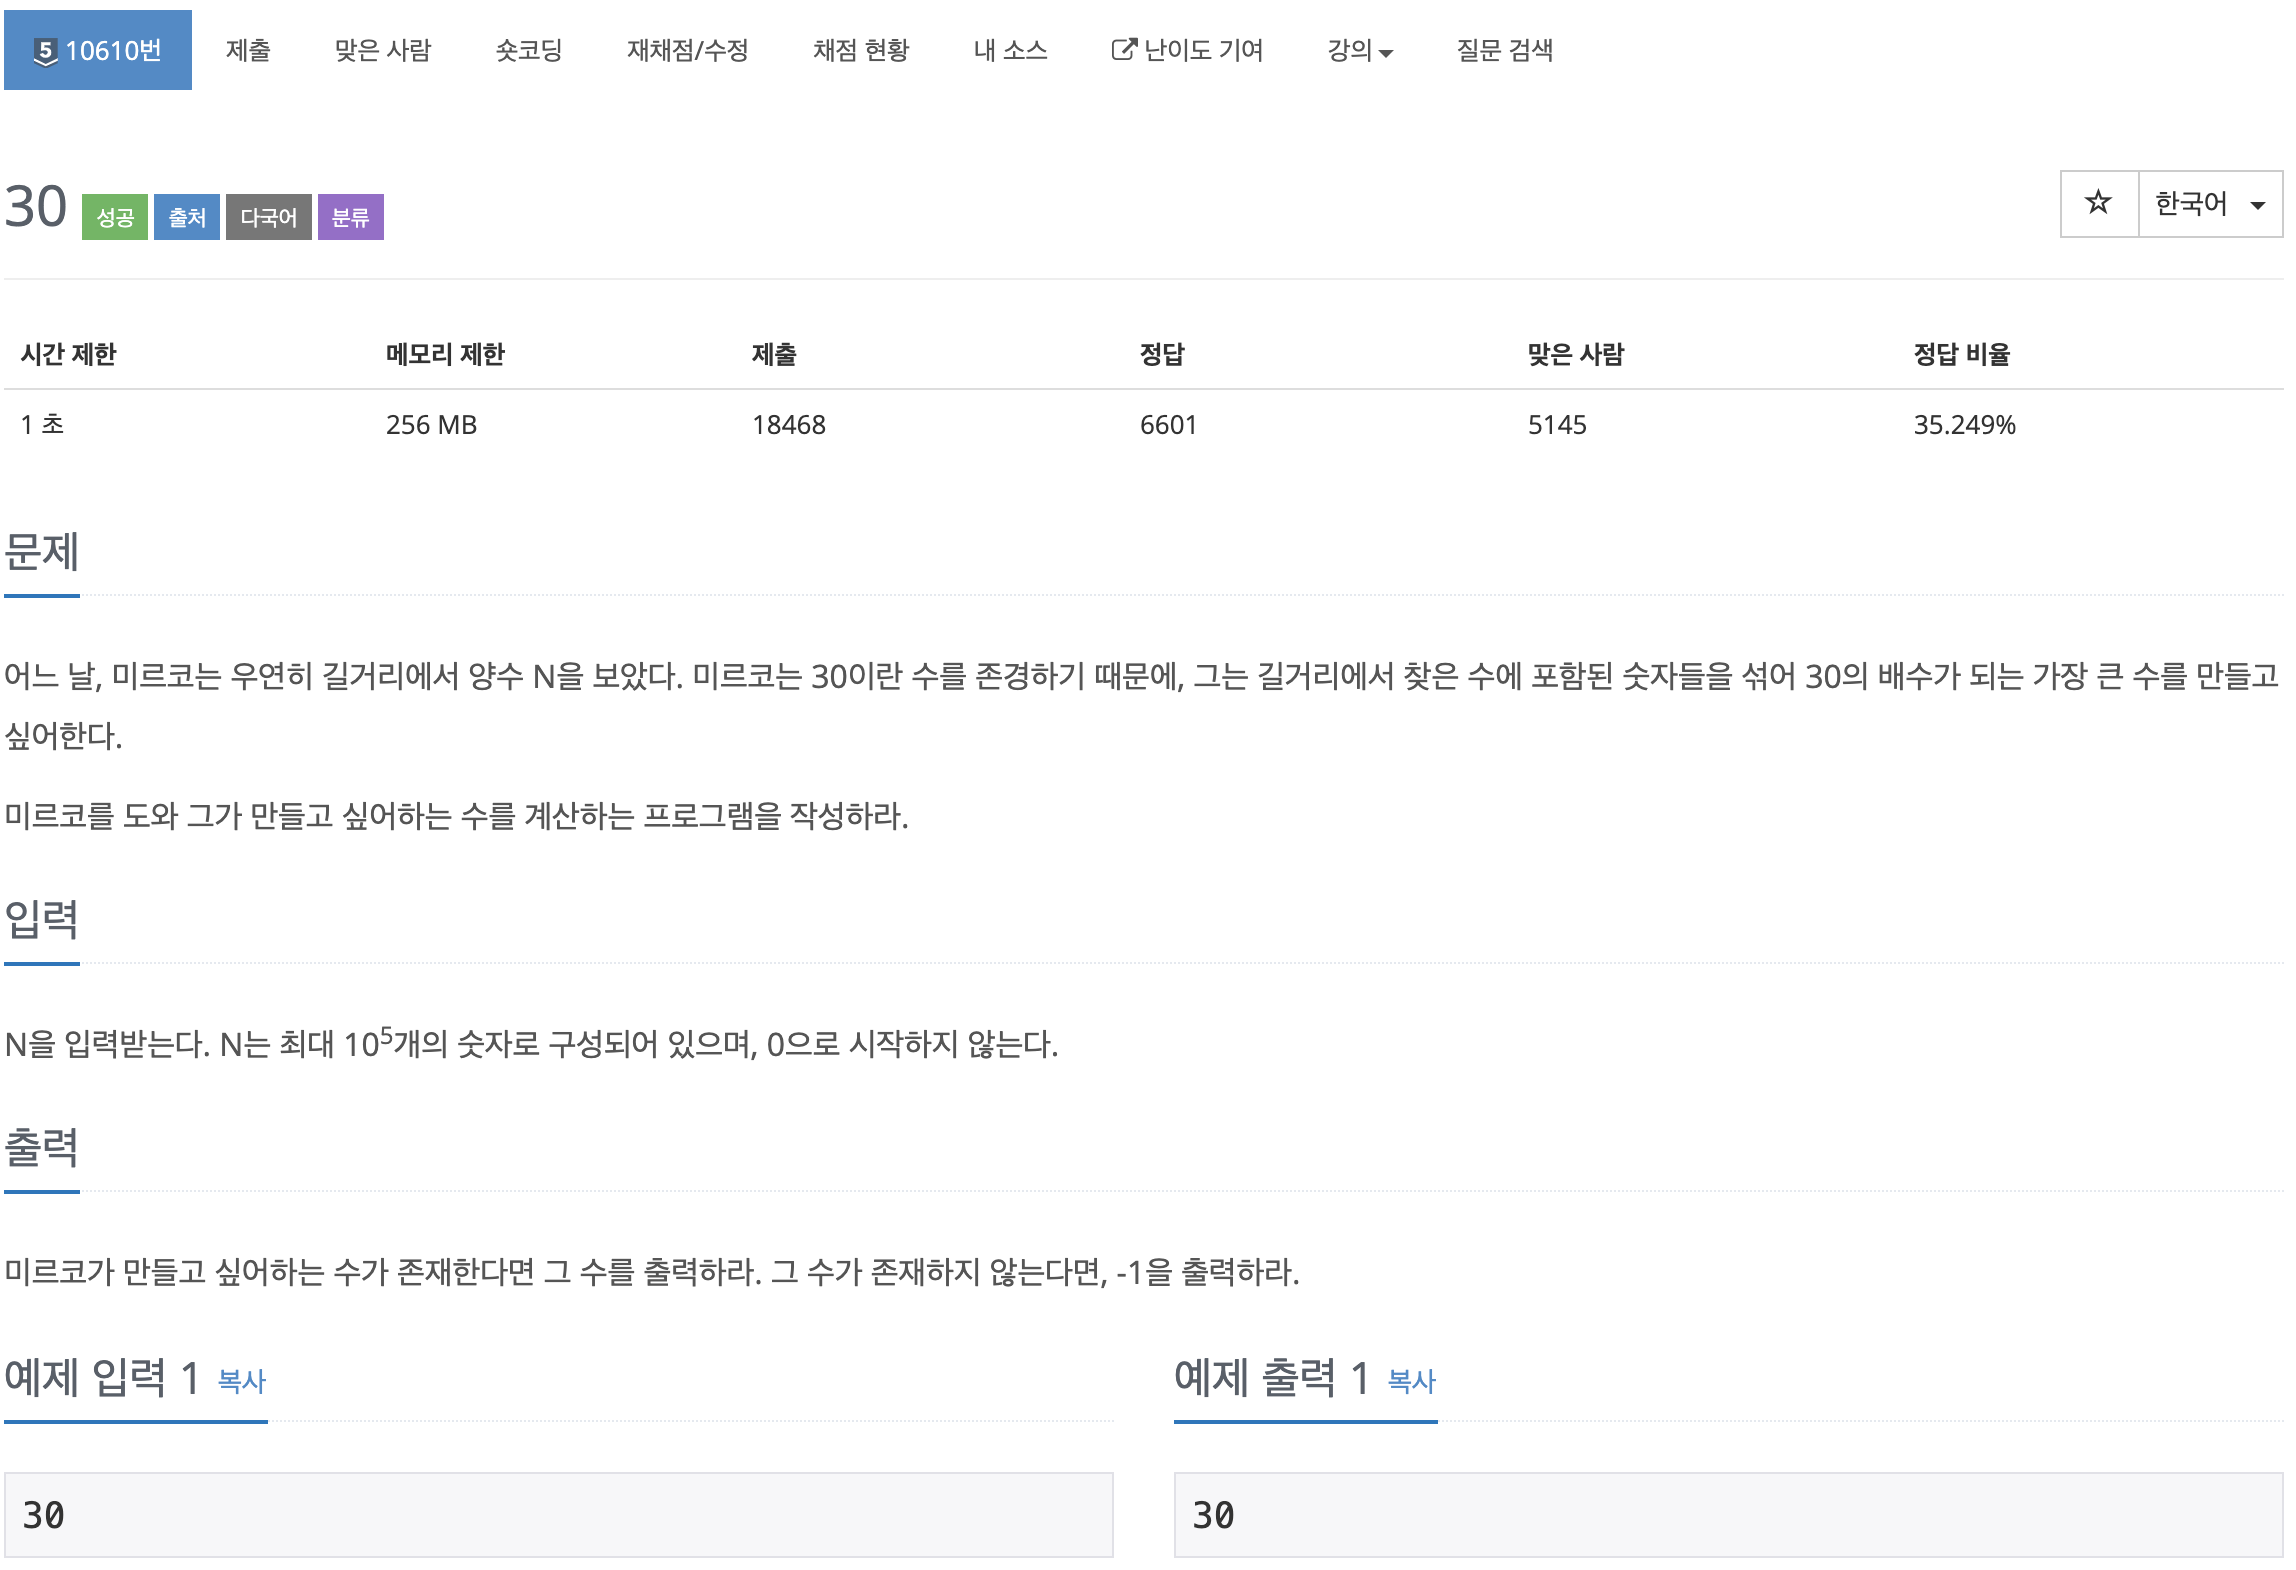 5 10610번 제출 맞은 사람 숏코딩 재채점/수정 채점 현황 내 소스 난이도 기여 강의 질문 검색
30 성공 출처 다국어 분류 ☆ 한국어
시간 제한 메모리 제한 제출 정답 맞은 사람 정답 비율
1 초 256 MB 18468 6601 5145 35.249%
문제
어느 날, 미르코는 우연히 길거리에서 양수 N을 보았다. 미르코는 30이란 수를 존경하기 때문에, 그는 길거리에서 찾은 수에 포함된 숫자들을 섞어 30의 배수가 되는 가장 큰 수를 만들고
싶어한다.
미르코를 도와 그가 만들고 싶어하는 수를 계산하는 프로그램을 작성하라.
입력
N을 입력받는다. N는 최대 10⁵개의 숫자로 구성되어 있으며, 0으로 시작하지 않는다.
출력
미르코가 만들고 싶어하는 수가 존재한다면 그 수를 출력하라. 그 수가 존재하지 않는다면, -1을 출력하라.
예제 입력 1 복사 예제 출력 1 복사
30 30